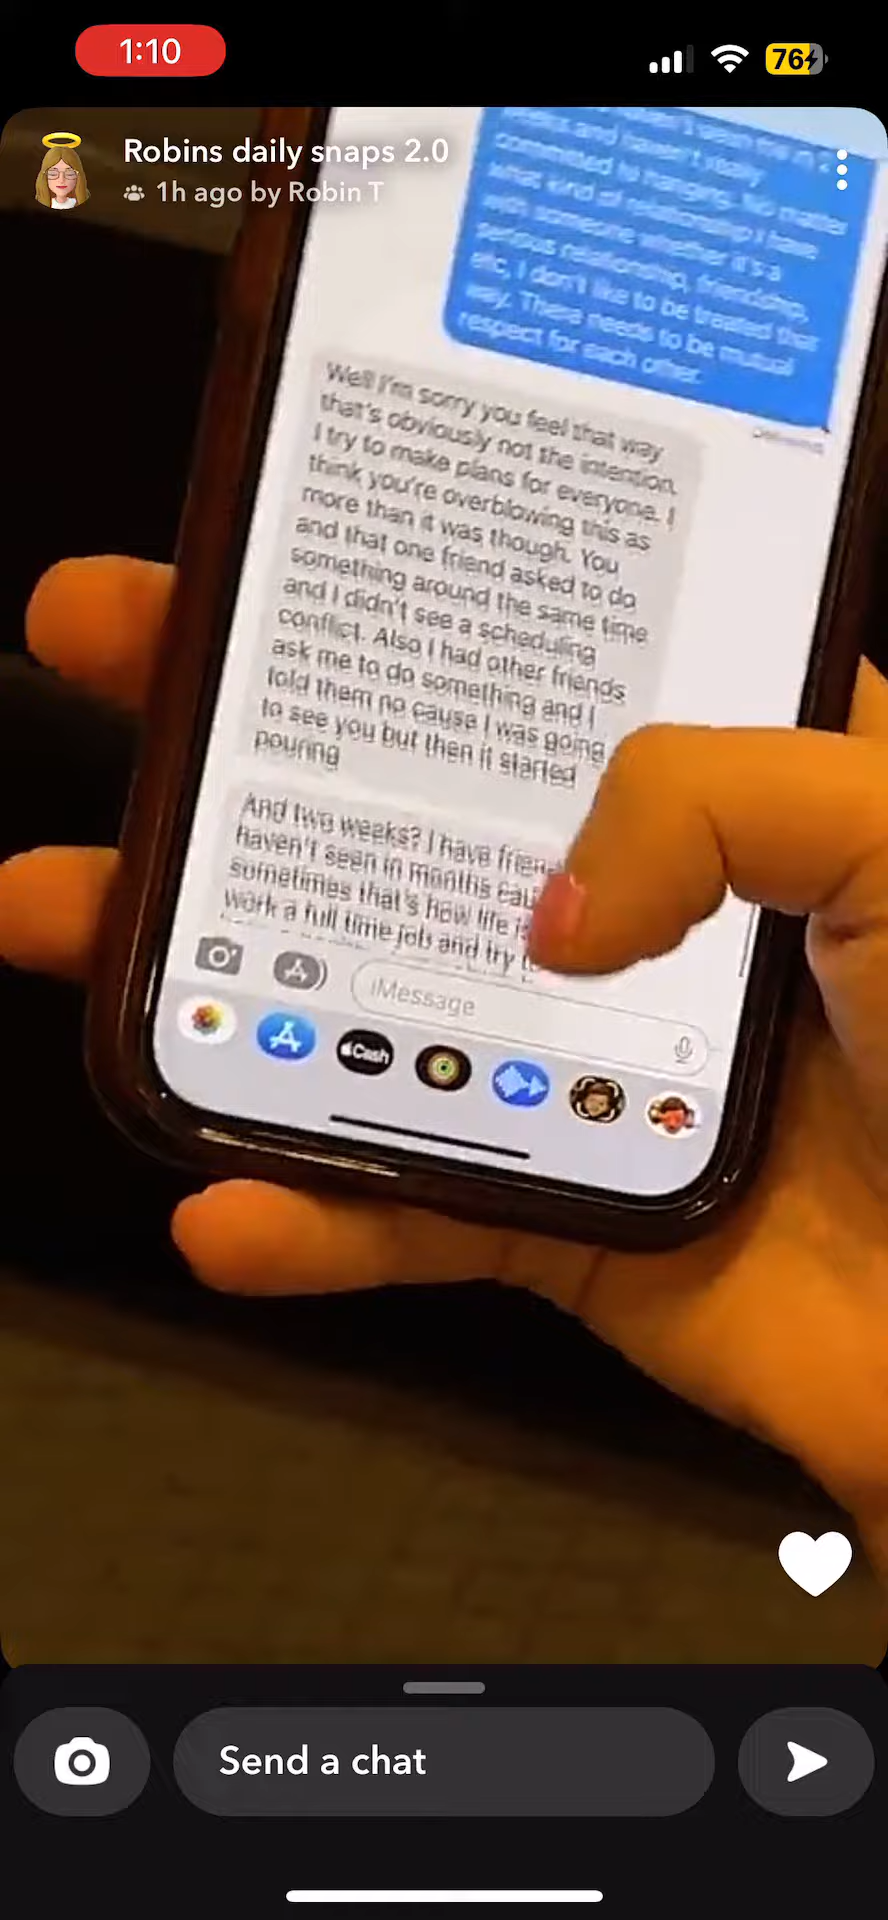 1:10
76
Robins daily snaps 2.0
1h ago by Robin T
and haven't really
committed to hanging. No matter
what kind of relationship I have
with someone whether it's a
serious relationship, friendship,
etc, I don't like to be treated that
way. There needs to be mutual
respect for each other.
Delivered
Well I'm sorry you feel that way
that's obviously not the intention.
I try to make plans for everyone. I
think you're overblowing this as
more than it was though. You
and that one friend asked to do
something around the same time
and I didn't see a scheduling
conflict. Also I had other friends
ask me to do something and I
told them no cause I was going
to see you but then it started
pouring
And two weeks? I have
haven't seen in months
sometimes that's how life
work a full time job and try
iMessage
Cash
Send a chat